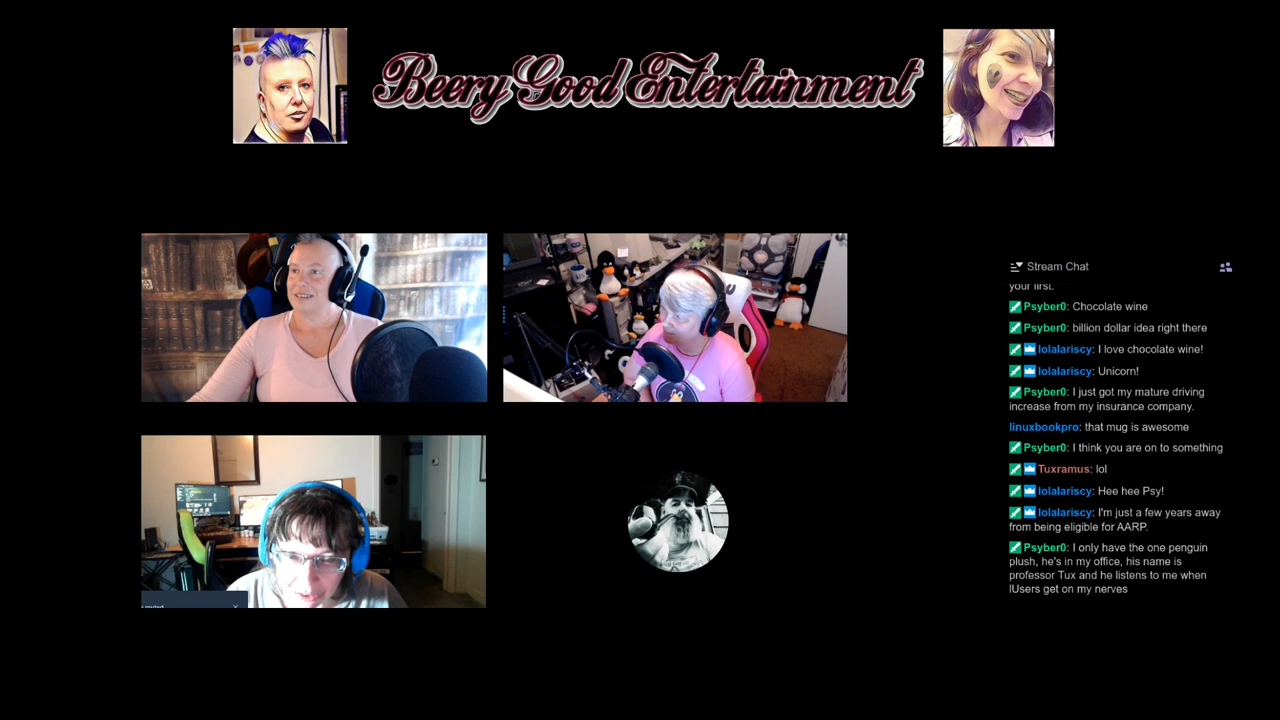 Beery Good Entertainment
Stream Chat
your first.
Psyber0: Chocolate wine
Psyber0: billion dollar idea right there
lolalariscy: I love chocolate wine!
lolalariscy: Unicorn!
Psyber0: I just got my mature driving
increase from my insurance company.
linuxbookpro: that mug is awesome
Psyber0: I think you are on to something
Tuxramus: lol
lolalariscy: Hee hee Psy!
lolalariscy: I'm just a few years away
from being eligible for AARP.
Psyber0: I only have the one penguin
plush, he's in my office, his name is
professor Tux and he listens to me when
lUsers get on my nerves